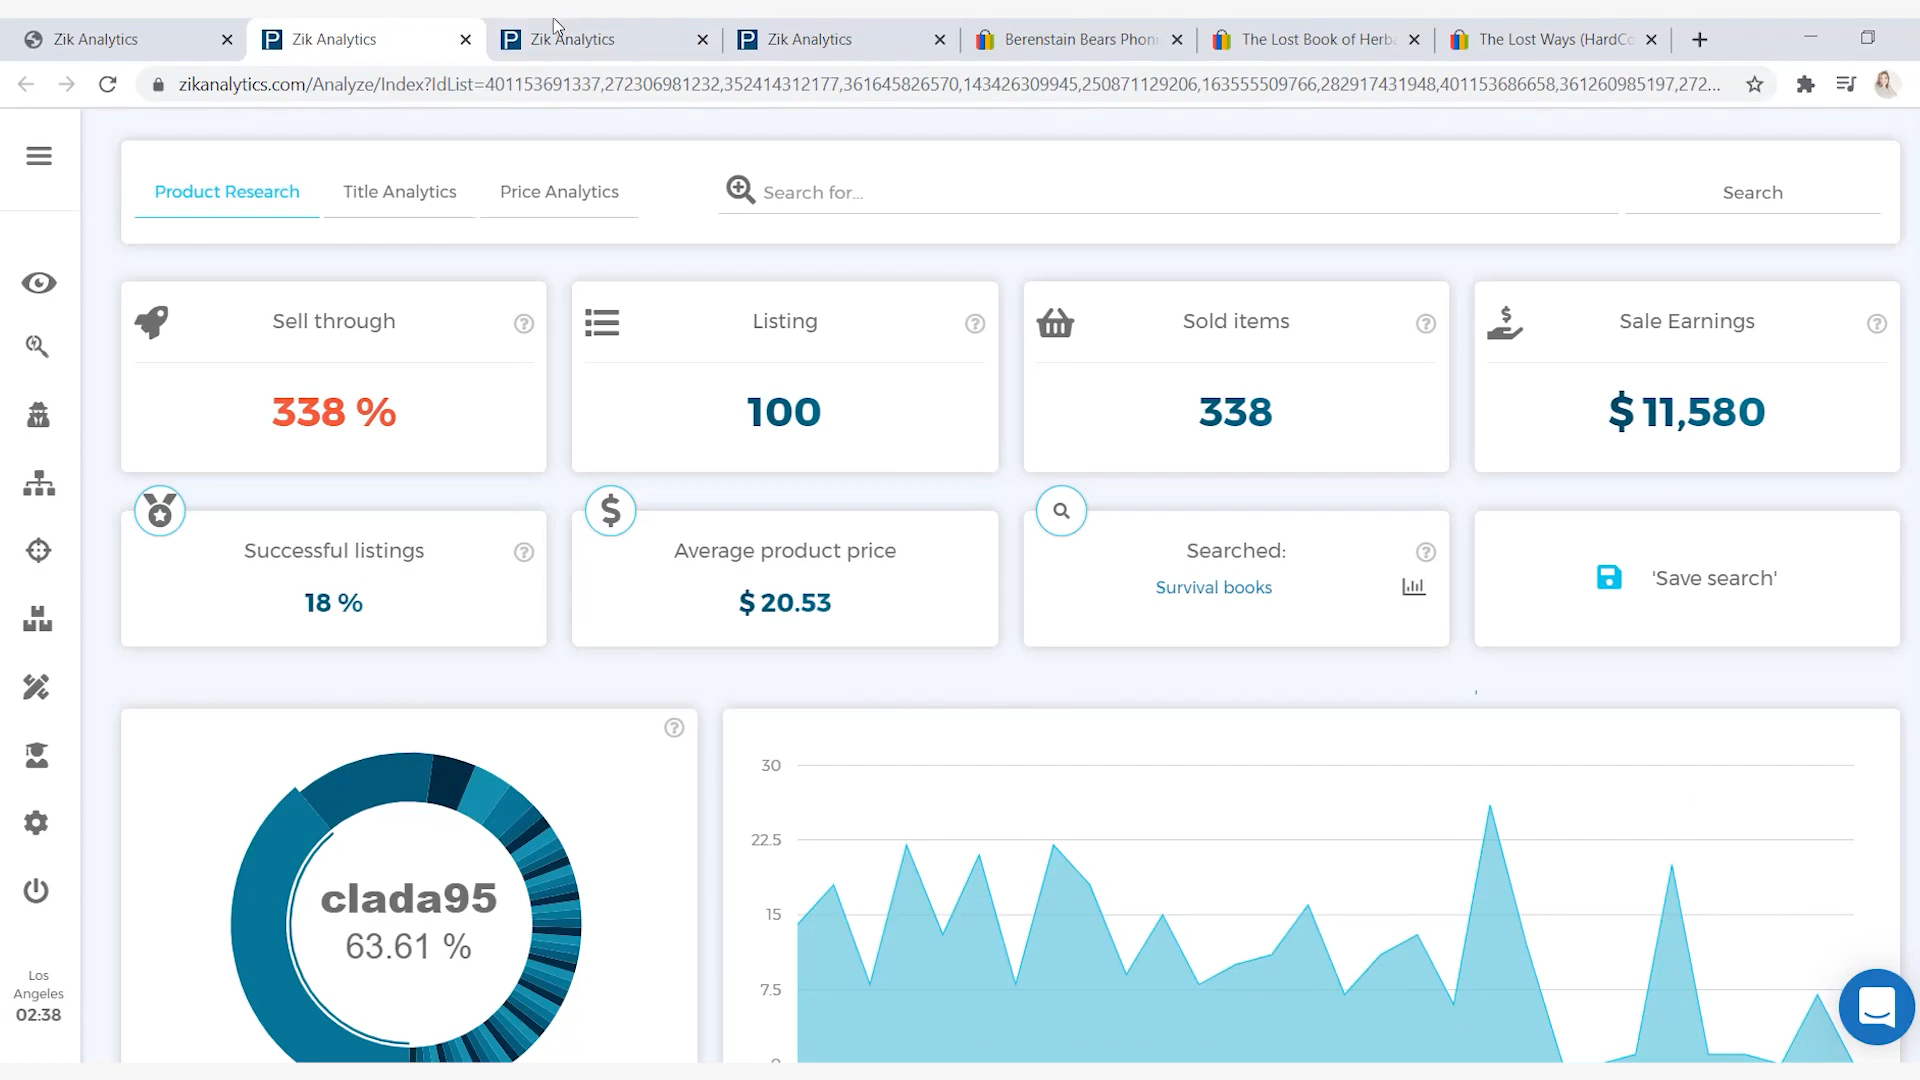 Zik Analytics
Zik Analytics
Zik Analytics
Zik Analytics
Berenstain Bears Phoni
The Lost Book of Herba
The Lost Ways (HardCo
zikanalytics.com/Analyze/Index?IdList=401153691337,272306981232,352414312177,361645826570,143426309945,250871129206,163555509766,282917431948,401153686658,361260985197,272...
Product Research
Title Analytics
Price Analytics
Search for...
Search
Sell through
338 %
Listing
100
Sold items
338
Sale Earnings
$ 11,580
Successful listings
18 %
Average product price
$ 20.53
Searched:
Survival books
'Save search'
clada95
63.61 %
30
22.5
15
7.5
Los
Angeles
02:38